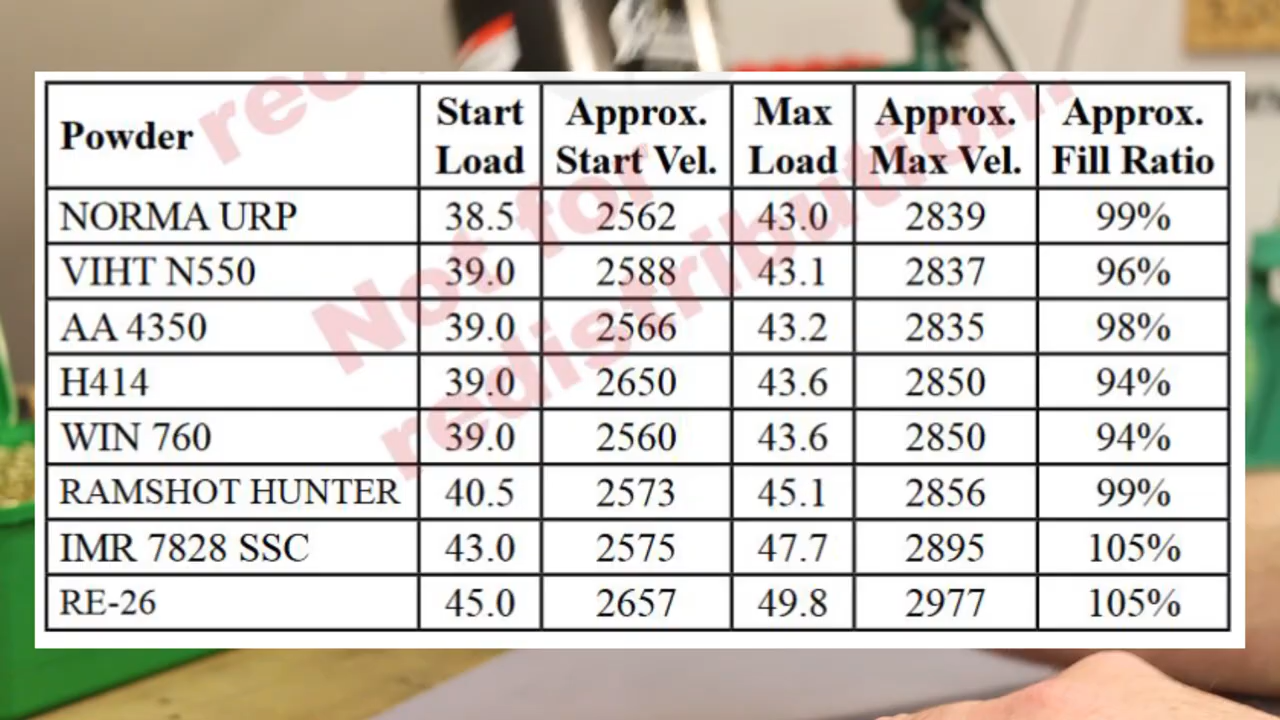 Powder Start Load Approx. Start Vel. Max Load Approx. Max Vel. Approx. Fill Ratio
NORMA URP 38.5 2562 43.0 2839 99%
VIHT N550 39.0 2588 43.1 2837 96%
AA 4350 39.0 2566 43.2 2835 98%
H414 39.0 2650 43.6 2850 94%
WIN 760 39.0 2560 43.6 2850 94%
RAMSHOT HUNTER 40.5 2573 45.1 2856 99%
IMR 7828 SSC 43.0 2575 47.7 2895 105%
RE-26 45.0 2657 49.8 2977 105%
Not for
redistribution.